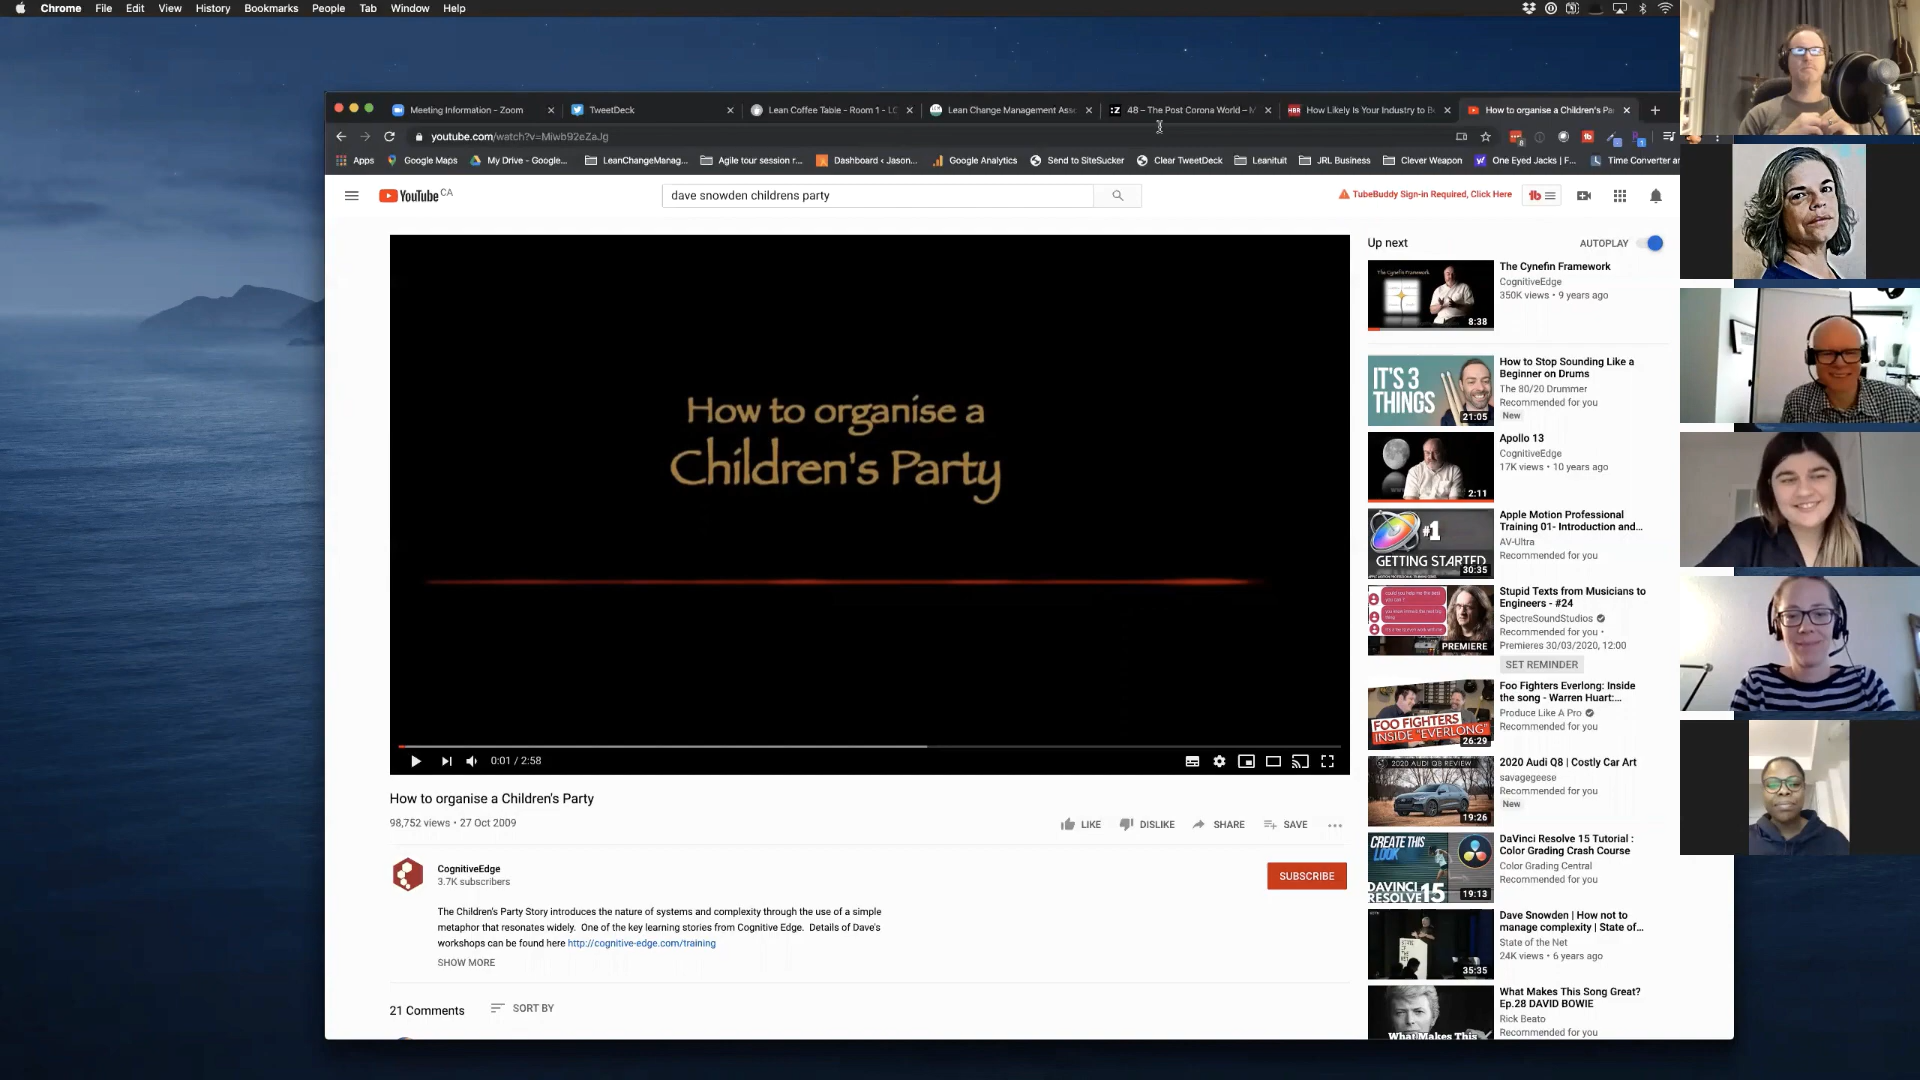 Chrome File Edit View History Bookmarks People Tab Window Help
Meeting Information - Zoom
TweetDeck
Lean Coffee Table - Room 1 - LC
Lean Change Management Asse
48 – The Post Corona World – M
How Likely Is Your Industry to B
How to organise a Children's Pa
youtube.com/watch?v=Miwb92eZaJg
Apps Google Maps My Drive - Google... LeanChangeManag... Agile tour session r... Dashboard ‹ Jason... Google Analytics Send to SiteSucker Clear TweetDeck Leanituit JRL Business Clever Weapon One Eyed Jacks | F... Time Converter an
YouTube CA
dave snowden childrens party
TubeBuddy Sign-in Required, Click Here
tb
How to organise a
Children's Party
0:01 / 2:58
How to organise a Children's Party
98,752 views • 27 Oct 2009
LIKE DISLIKE SHARE SAVE
CognitiveEdge
3.7K subscribers
SUBSCRIBE
The Children's Party Story introduces the nature of systems and complexity through the use of a simple
metaphor that resonates widely. One of the key learning stories from Cognitive Edge. Details of Dave's
workshops can be found here http://cognitive-edge.com/training
SHOW MORE
21 Comments SORT BY
Up next AUTOPLAY
The Cynefin Framework
8:38
The Cynefin Framework
CognitiveEdge
350K views • 9 years ago
IT'S 3
THINGS
21:05
How to Stop Sounding Like a
Beginner on Drums
The 80/20 Drummer
Recommended for you
New
2:11
Apollo 13
CognitiveEdge
17K views • 10 years ago
#1
GETTING STARTED
30:35
Apple Motion Professional
Training 01- Introduction and...
AV-Ultra
Recommended for you
PREMIERE
Stupid Texts from Musicians to
Engineers - #24
SpectreSoundStudios
Recommended for you •
Premieres 30/03/2020, 12:00
SET REMINDER
FOO FIGHTERS
INSIDE "EVERLONG"
26:29
Foo Fighters Everlong: Inside
the song - Warren Huart:...
Produce Like A Pro
Recommended for you
2020 AUDI Q8 REVIEW
19:26
2020 Audi Q8 | Costly Car Art
savagegeese
Recommended for you
New
CREATE THIS
LOOK
DAVINCI
RESOLVE 15
19:13
DaVinci Resolve 15 Tutorial :
Color Grading Crash Course
Color Grading Central
Recommended for you
35:35
Dave Snowden | How not to
manage complexity | State of...
State of the Net
24K views • 6 years ago
What Makes This
What Makes This Song Great?
Ep.28 DAVID BOWIE
Rick Beato
Recommended for you